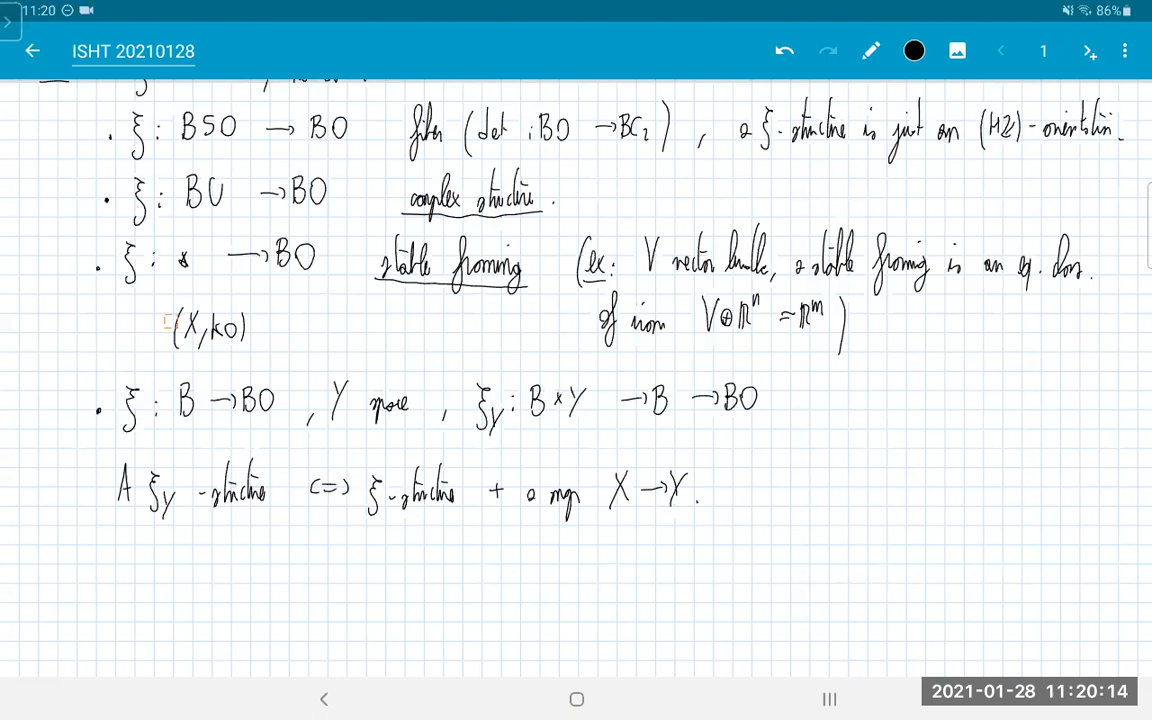 11:20
86%
ISHT 20210128
1
· ξ : BSO → BO fiber (det : BO → BC₂) , a ξ-structure is just an (HZ)-orientation.
· ξ : BU → BO complex structure.
· ξ : * → BO stable framing (ex: V vector bundle, a stable framing is an eq. class.
(X, kO) of isom V⊕ℝⁿ ≃ ℝᵐ)
· ξ : B → BO , Y space , ξ_Y : B × Y → B → BO
A ξ_Y-structure (=) ξ-structure + a map X → Y.
2021-01-28 11:20:14